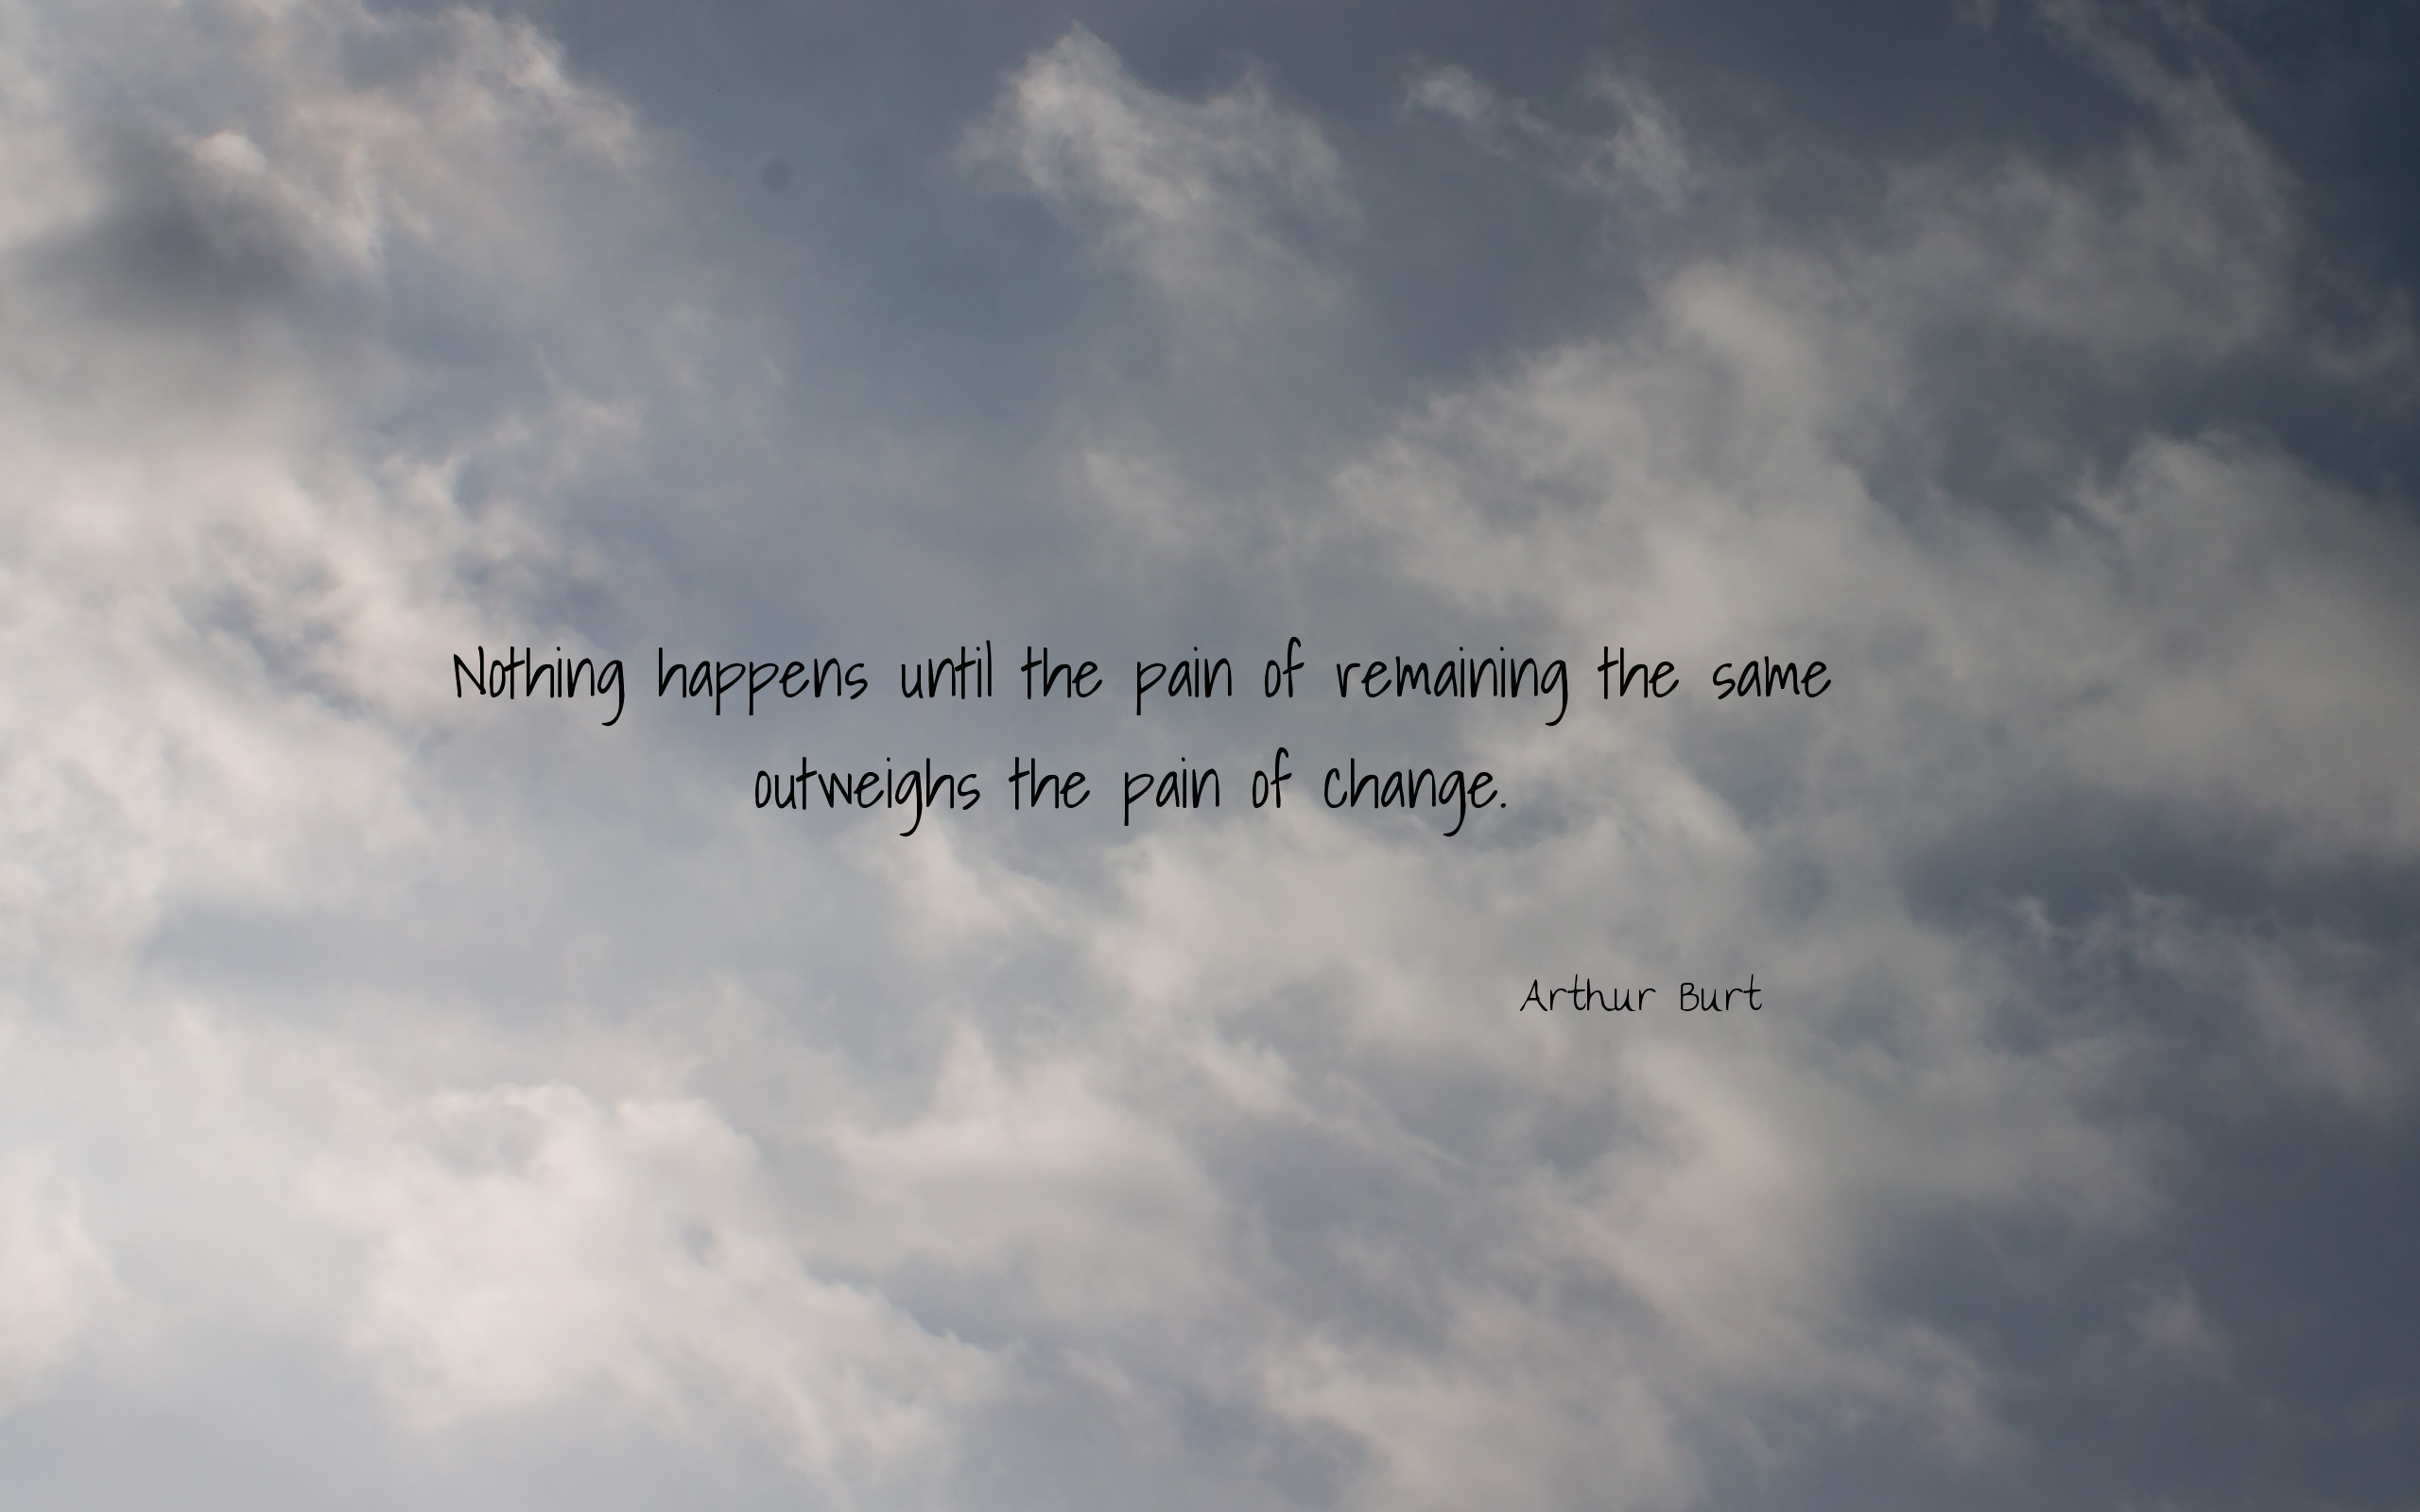 Nothing happens until the pain of remaining the same
outweighs the pain of change.
Arthur Burt